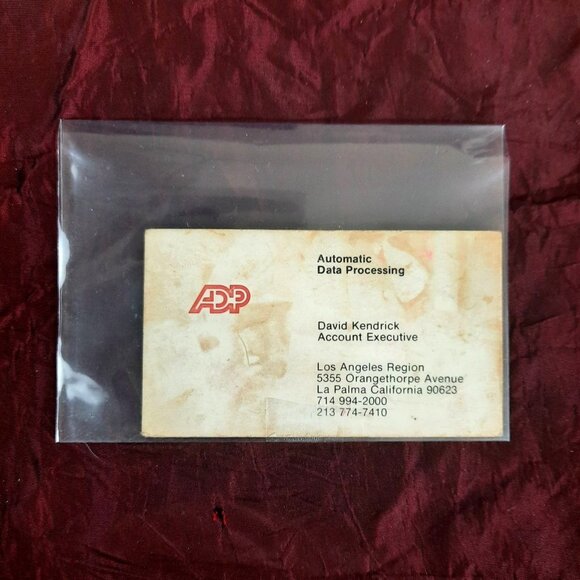 ADP
Automatic
Data Processing
David Kendrick
Account Executive
Los Angeles Region
5355 Orangethorpe Avenue
La Palma California 90623
714 994-2000
213 774-7410